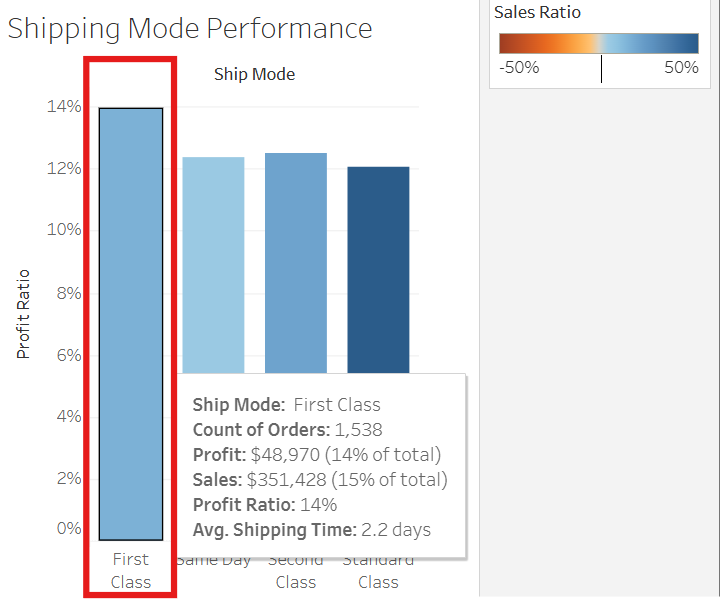 Shipping Mode Performance
Sales Ratio
-50% 50%
Ship Mode
14%
12%
10%
8%
6%
4%
2%
0%
Profit Ratio
Ship Mode: First Class
Count of Orders: 1,538
Profit: $48,970 (14% of total)
Sales: $351,428 (15% of total)
Profit Ratio: 14%
Avg. Shipping Time: 2.2 days
First Class
Same Day
Second Class
Standard Class